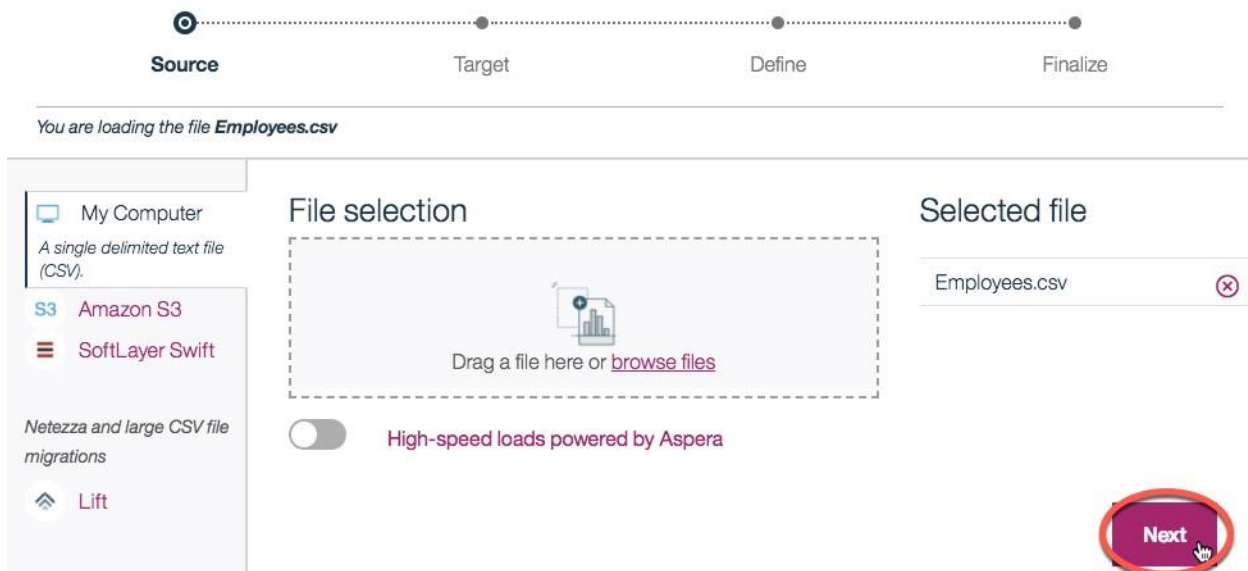 Source
Target
Define
Finalize
You are loading the file Employees.csv
My Computer
A single delimited text file
(CSV).
S3 Amazon S3
SoftLayer Swift
Netezza and large CSV file
migrations
Lift
File selection
Drag a file here or browse files
High-speed loads powered by Aspera
Selected file
Employees.csv
Next